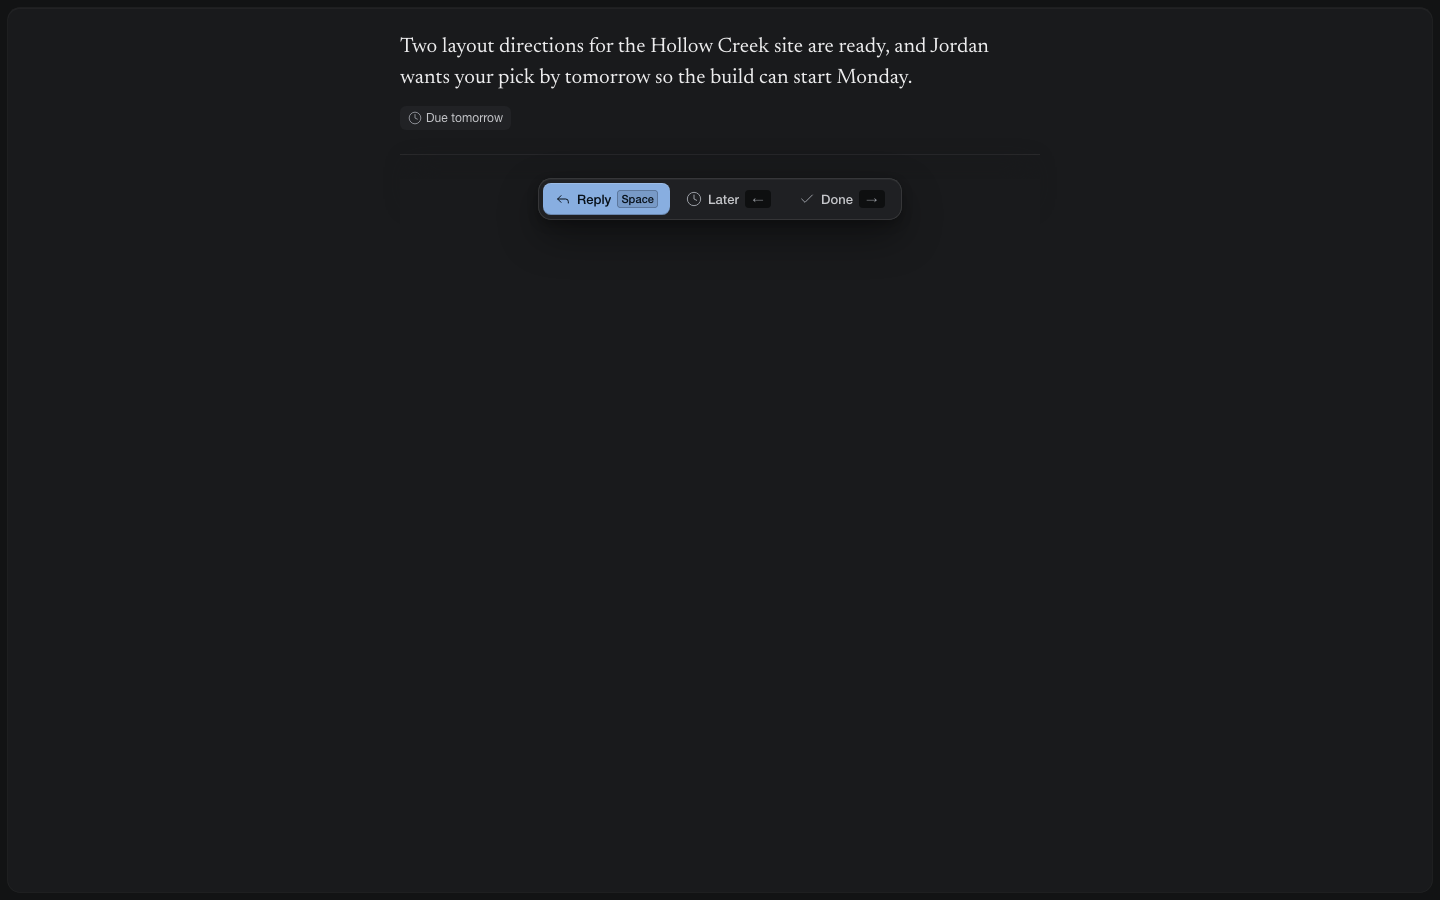 Two layout directions for the Hollow Creek site are ready, and Jordan
wants your pick by tomorrow so the build can start Monday.
Due tomorrow
Reply Space Later ← Done →